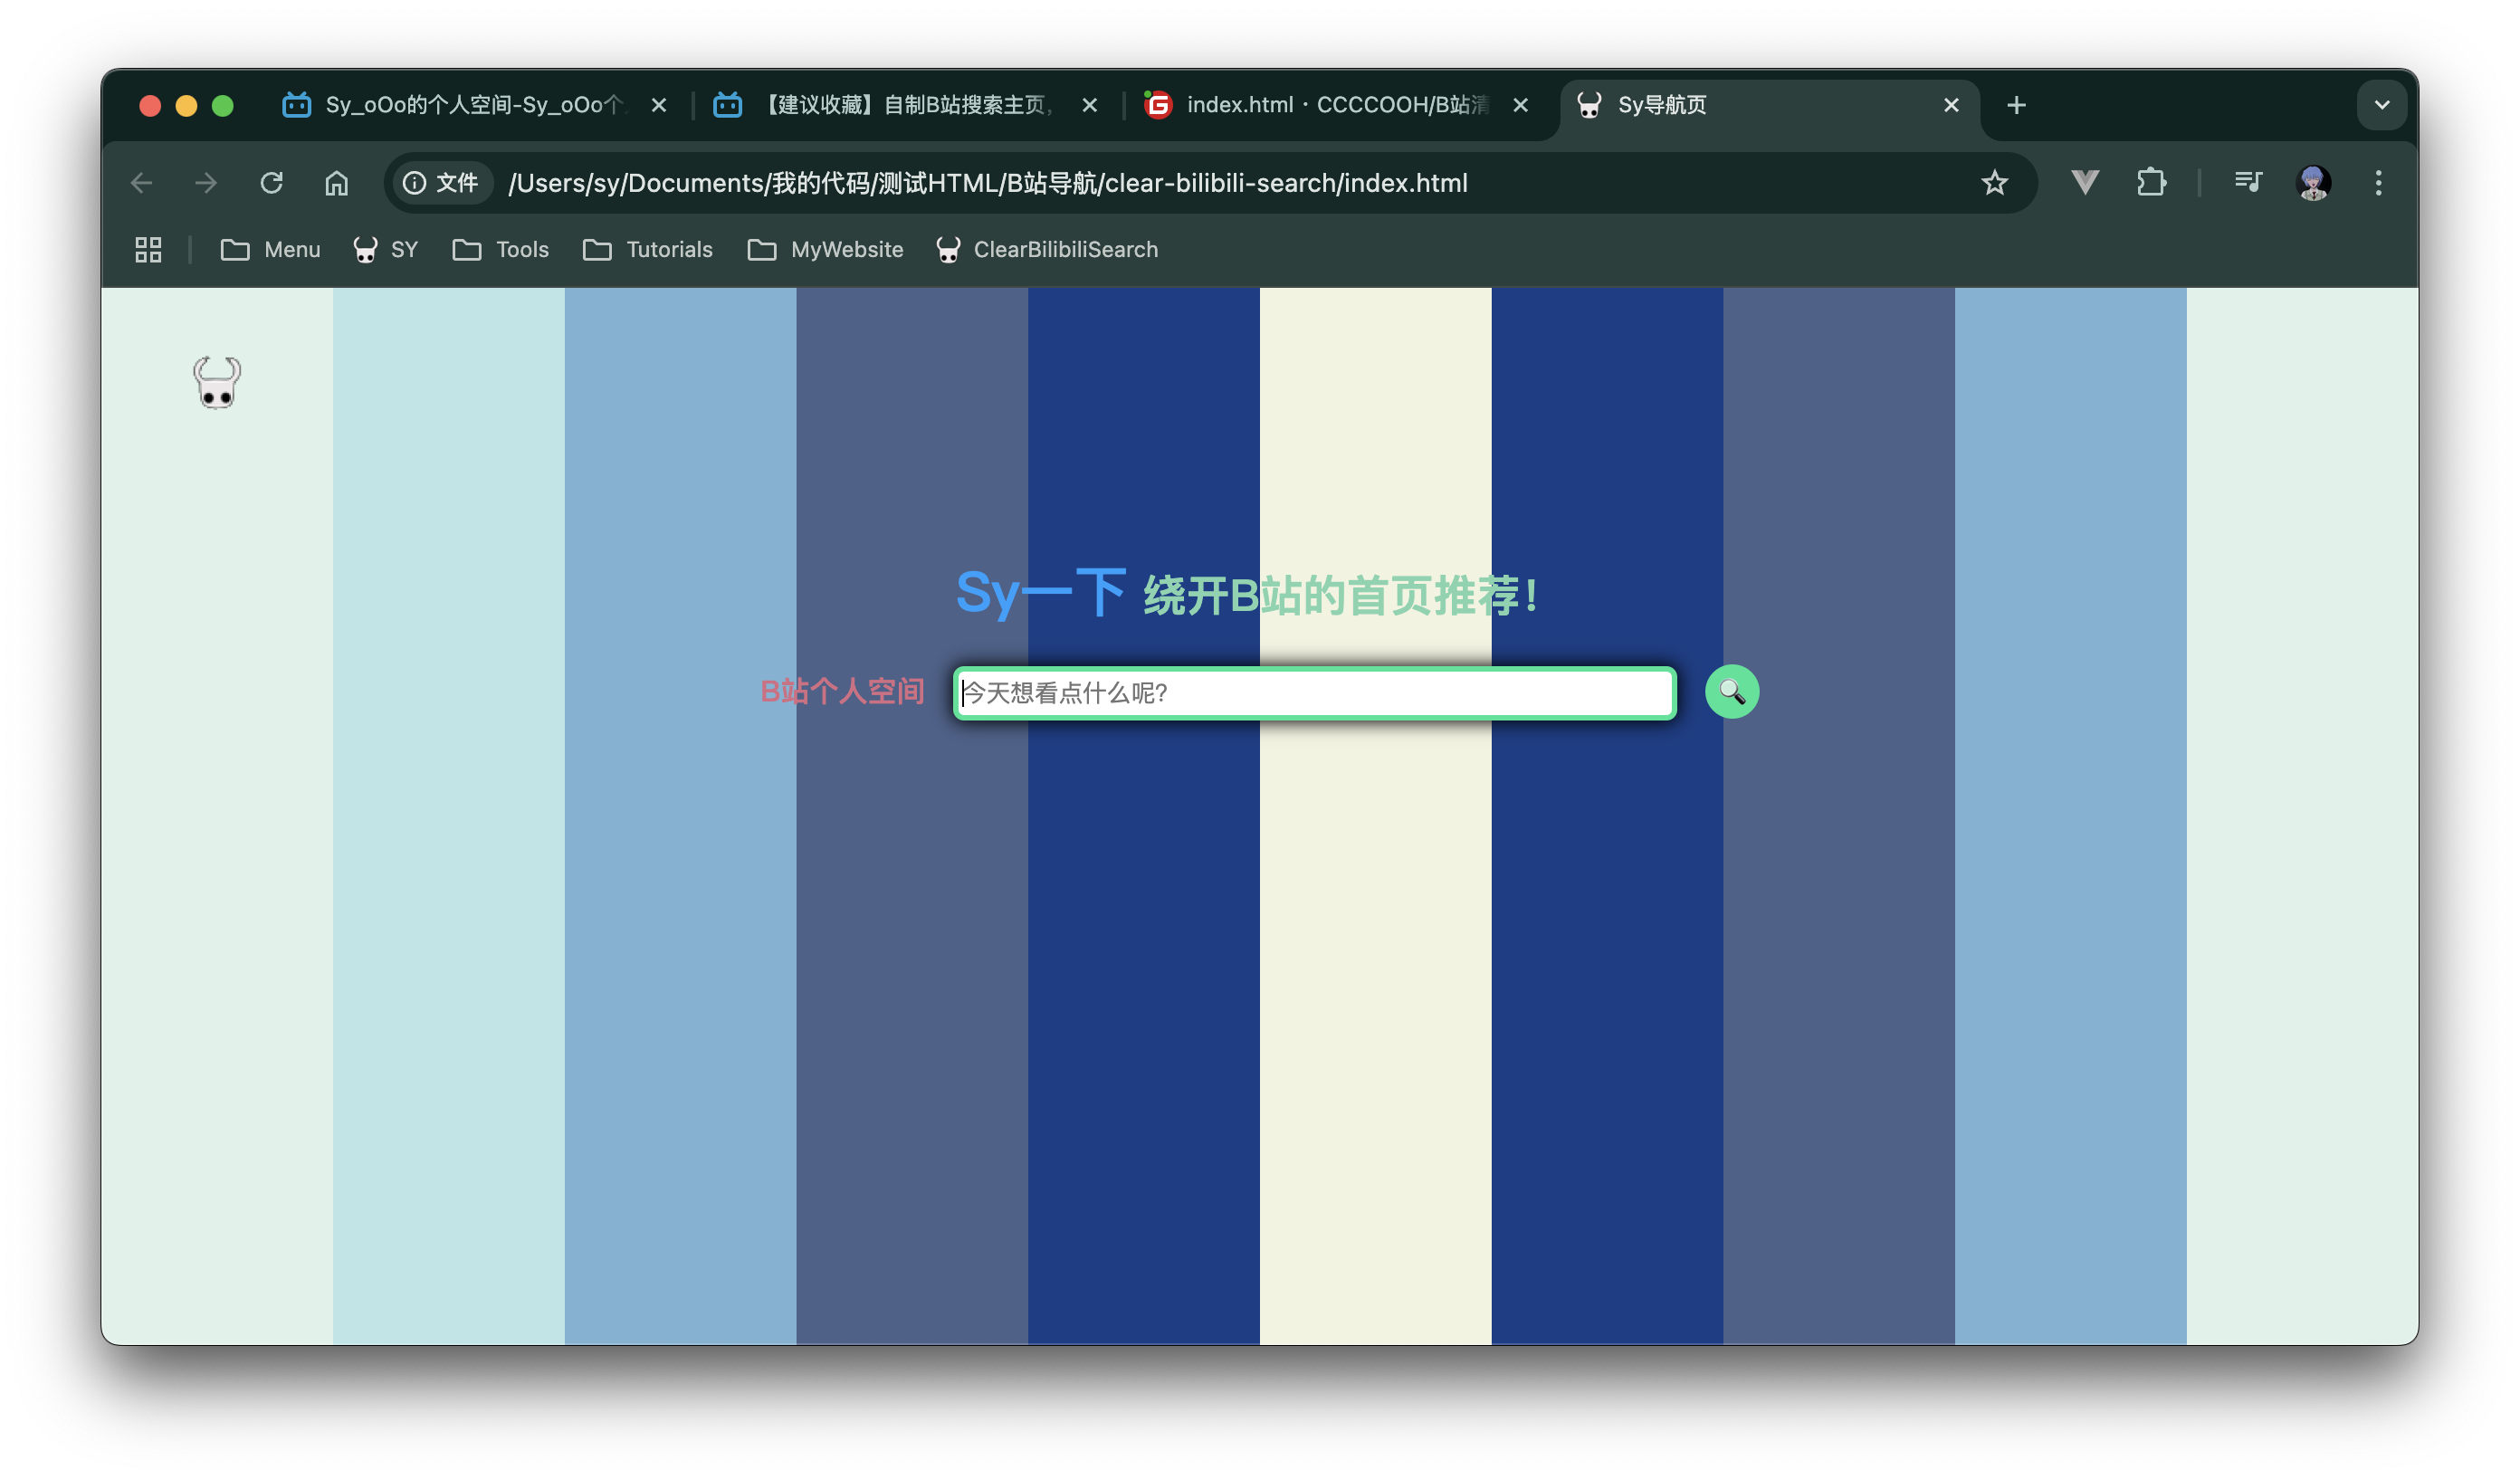 Sy_oOo的个人空间-Sy_oOo个
【建议收藏】自制B站搜索主页,
index.html · CCCCOOH/B站清
Sy导航页
文件 /Users/sy/Documents/我的代码/测试HTML/B站导航/clear-bilibili-search/index.html
Menu SY Tools Tutorials MyWebsite ClearBilibiliSearch
Sy一下 绕开B站的首页推荐!
B站个人空间 今天想看点什么呢?